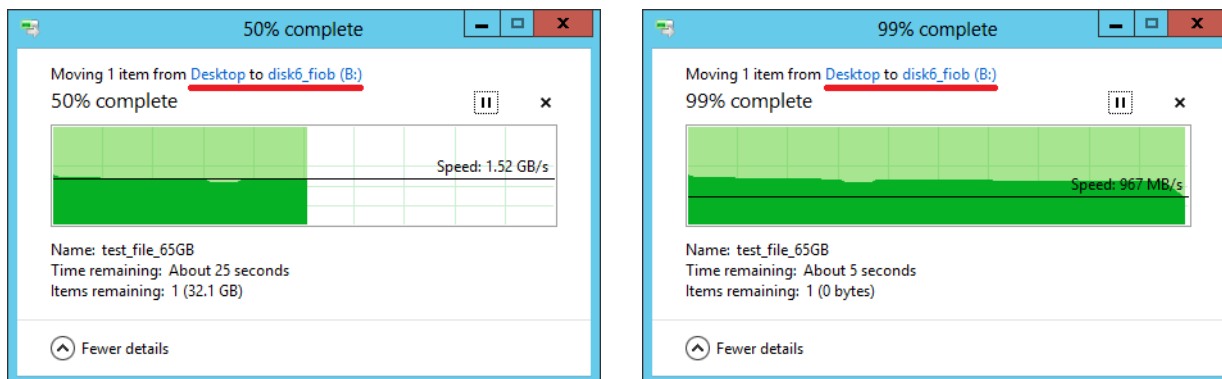 50% complete
Moving 1 item from Desktop to disk6_fiob (B:)
50% complete
Speed: 1.52 GB/s
Name: test_file_65GB
Time remaining: About 25 seconds
Items remaining: 1 (32.1 GB)
Fewer details
99% complete
Moving 1 item from Desktop to disk6_fiob (B:)
99% complete
Speed: 967 MB/s
Name: test_file_65GB
Time remaining: About 5 seconds
Items remaining: 1 (0 bytes)
Fewer details